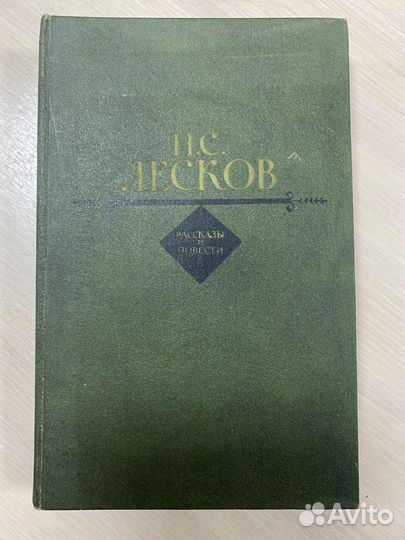 Н.С.
ЛЕСКОВ
РАССКАЗЫ
И
ПОВЕСТИ
Avito